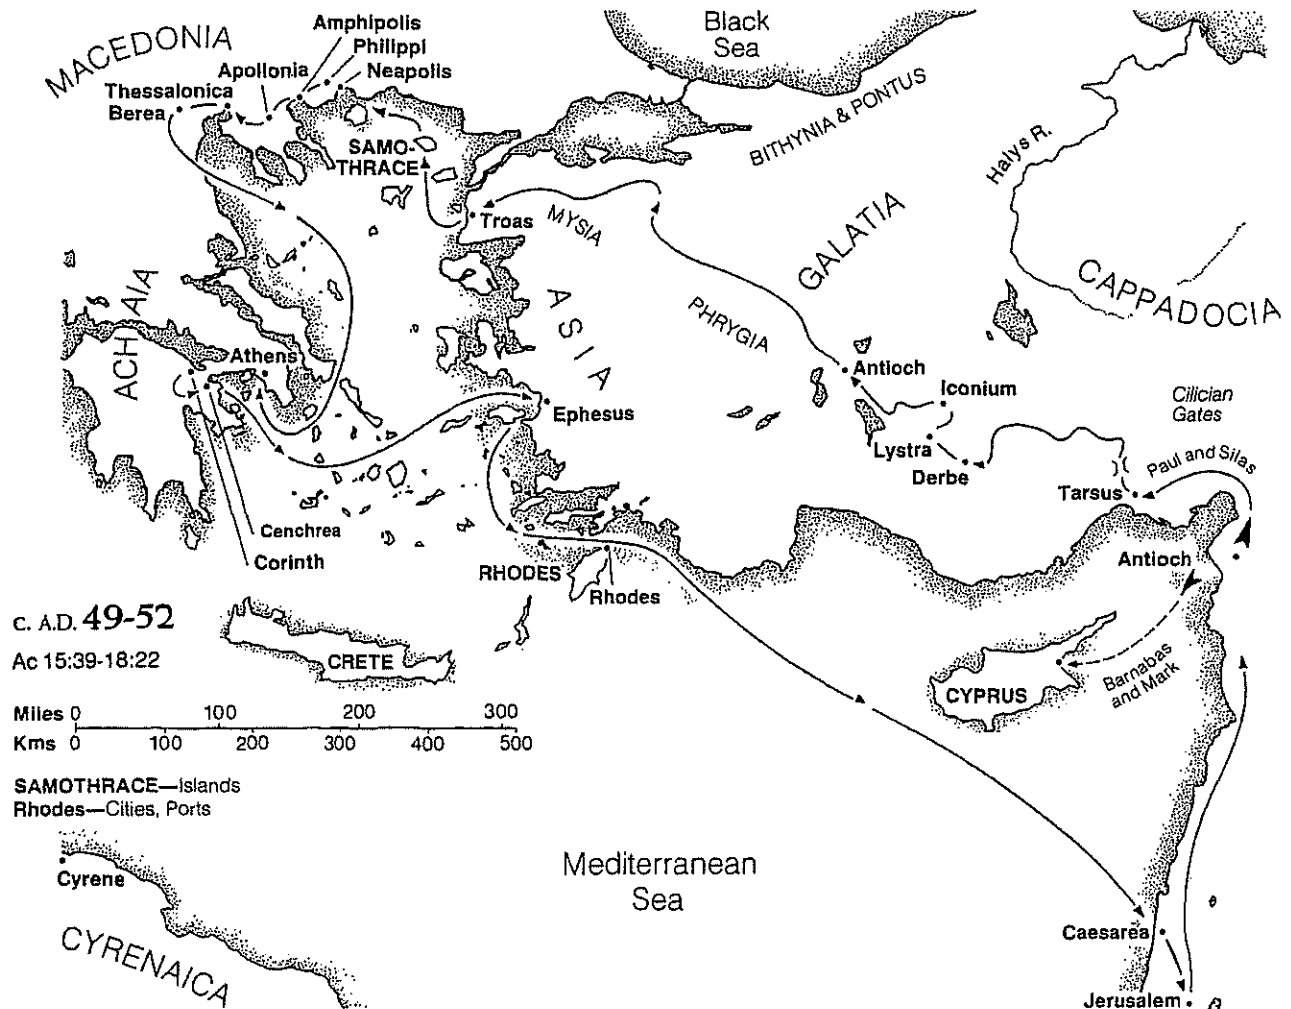 Black
Sea
MACEDONIA
Amphipolis
Philippi
Apollonia
Neapolis
Thessalonica
Berea
SAMO-
THRACE
BITHYNIA & PONTUS
Halys R.
Troas
MYSIA
GALATIA
CAPPADOCIA
ACHAIA
ASIA
PHRYGIA
Athens
Antioch
Iconium
Cilician
Gates
Ephesus
Lystra
Derbe
Paul and Silas
Tarsus
Cenchrea
Corinth
Antioch
RHODES
Rhodes
C. A.D. 49-52
Ac 15:39-18:22
CRETE
CYPRUS
Barnabas
and Mark
Miles 0 100 200 300
Kms 0 100 200 300 400 500
SAMOTHRACE—Islands
Rhodes—Cities, Ports
Mediterranean
Sea
Cyrene
CYRENAICA
Caesarea
Jerusalem